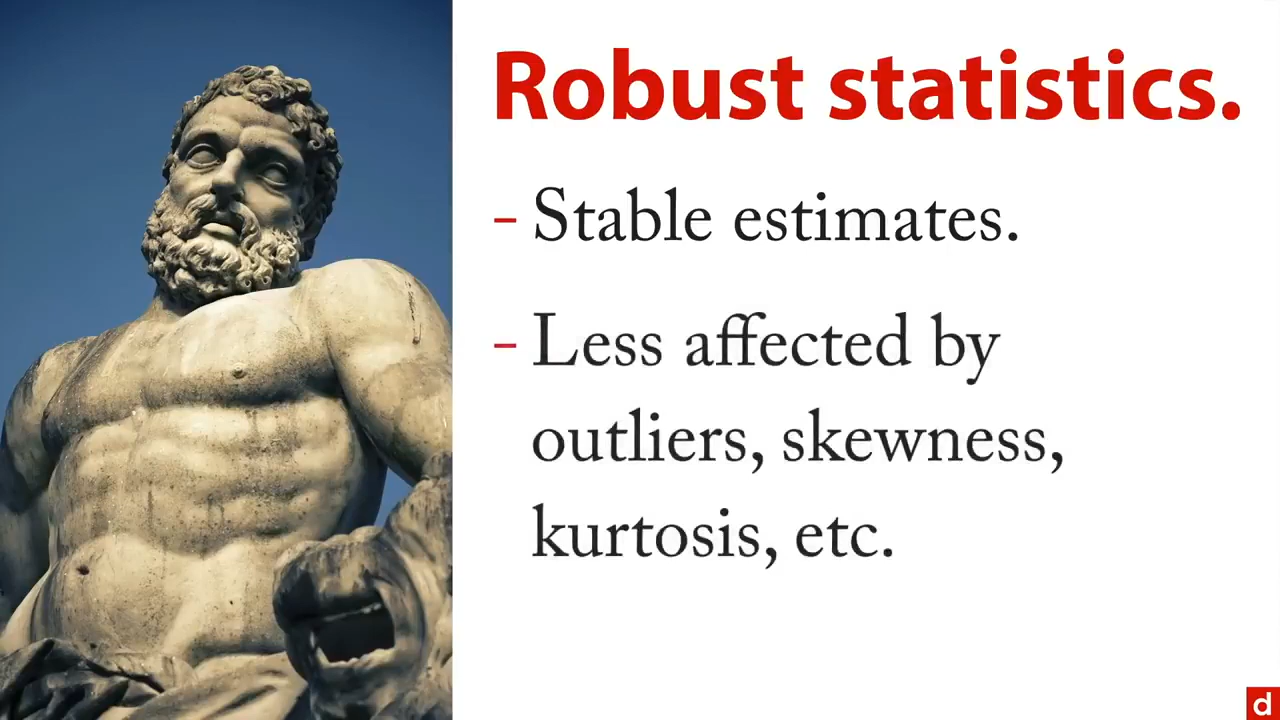 Robust statistics.
- Stable estimates.
- Less affected by
outliers, skewness,
kurtosis, etc.
d